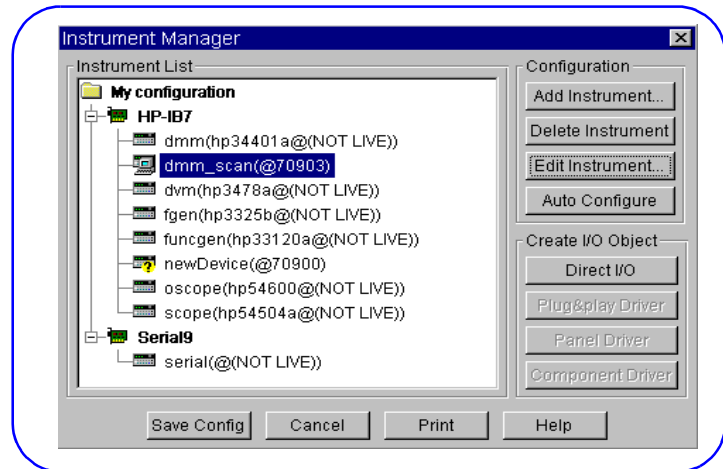 Instrument Manager
Instrument List
My configuration
HP-IB7
dmm(hp34401a@(NOT LIVE))
dmm_scan(@70903)
dvm(hp3478a@(NOT LIVE))
fgen(hp3325b@(NOT LIVE))
funcgen(hp33120a@(NOT LIVE))
newDevice(@70900)
oscope(hp54600@(NOT LIVE))
scope(hp54504a@(NOT LIVE))
Serial9
serial(@(NOT LIVE))
Configuration
Add Instrument...
Delete Instrument
Edit Instrument...
Auto Configure
Create I/O Object
Direct I/O
Plug&play Driver
Panel Driver
Component Driver
Save Config
Cancel
Print
Help